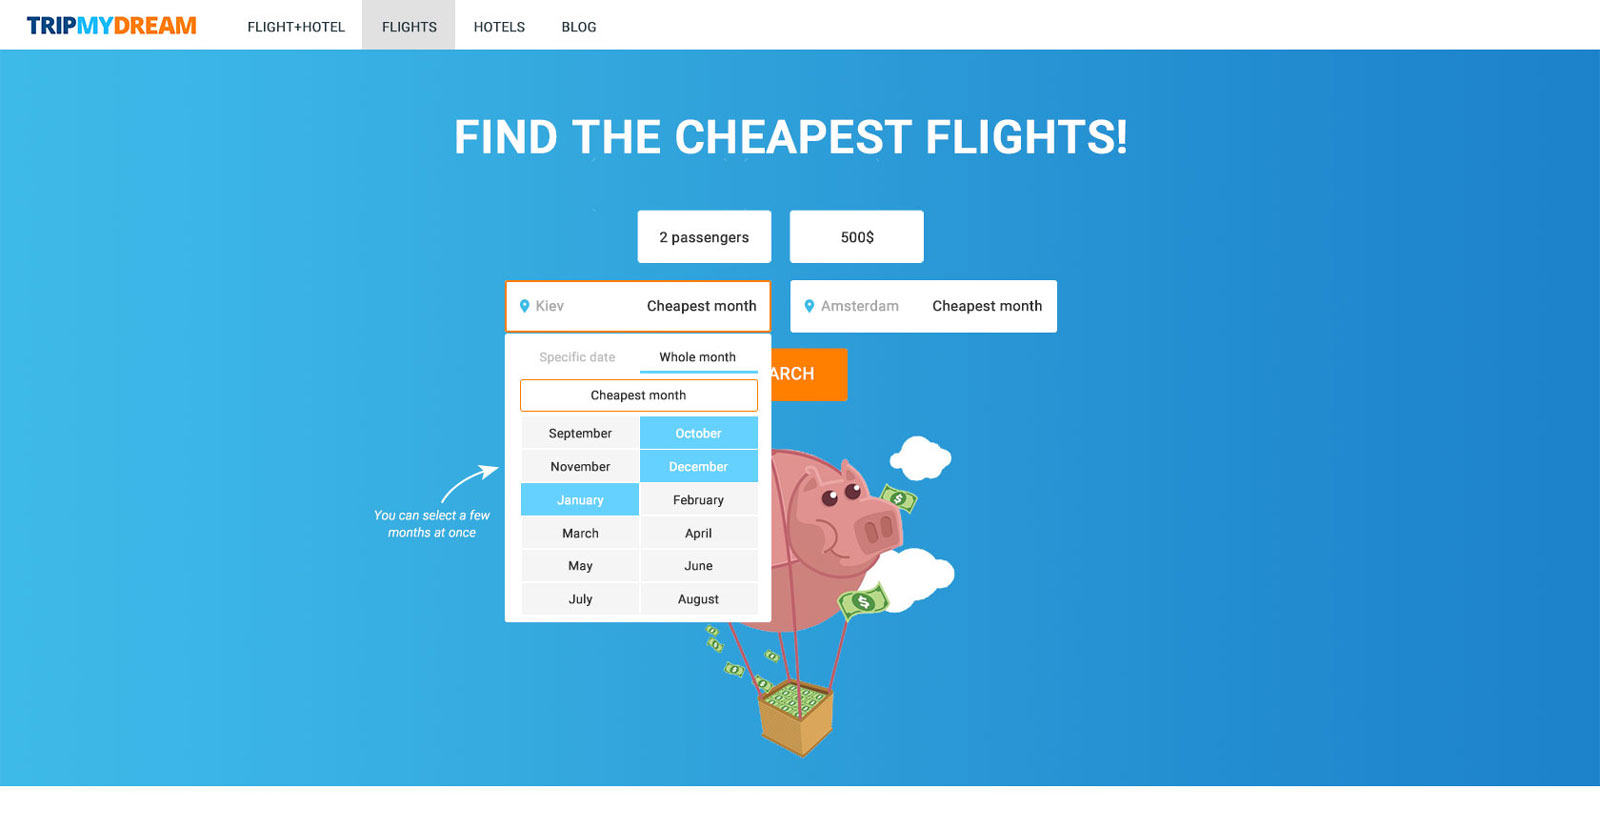 TRIPMYDREAM FLIGHT+HOTEL FLIGHTS HOTELS BLOG
FIND THE CHEAPEST FLIGHTS!
2 passengers 500$
Kiev Cheapest month Amsterdam Cheapest month
Specific date Whole month
ARCH
Cheapest month
September October
November December
January February
March April
May June
July August
You can select a few
months at once